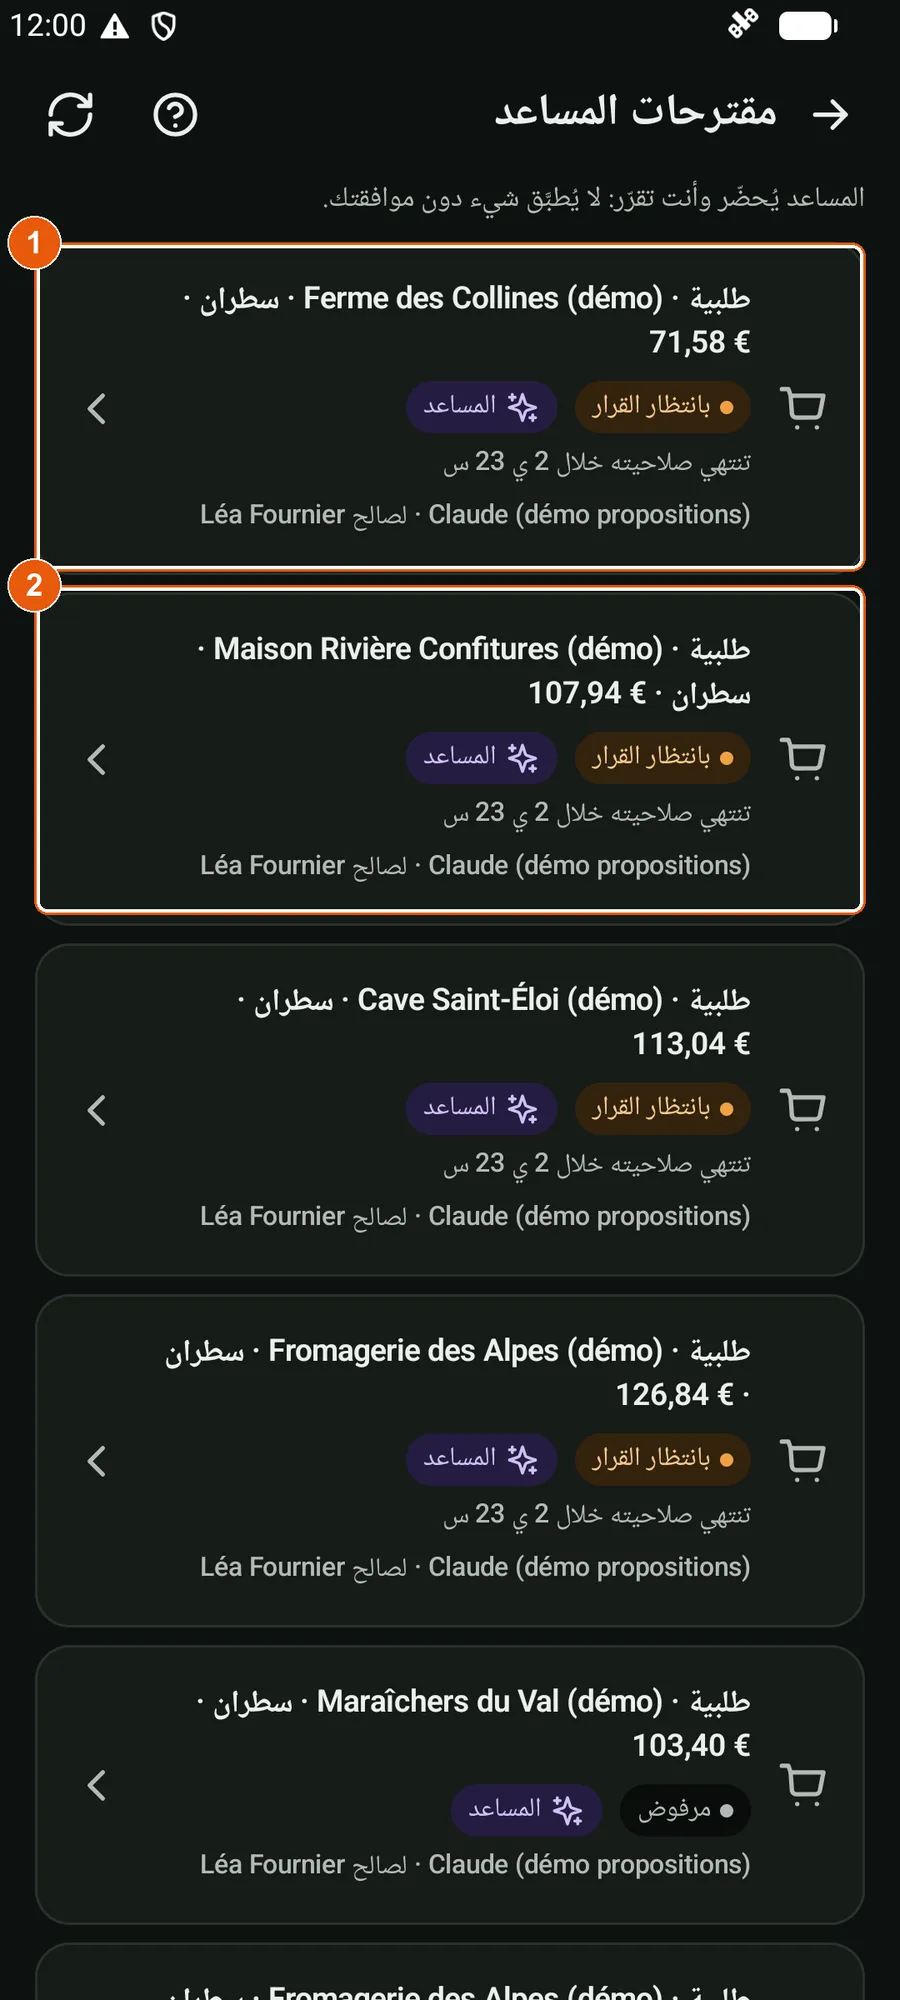 12:00
مقترحات المساعد
المساعد يُحضّر وأنت تقرّر: لا يُطبَّق شيء دون موافقتك.
1
طلبية · Ferme des Collines (démo) · سطران ·
71,58 €
بانتظار القرار
المساعد
تنتهي صلاحيته خلال 2 ي 23 س
Claude (démo propositions) · لصالح Léa Fournier
2
طلبية · Maison Rivière Confitures (démo) ·
سطران · 107,94 €
بانتظار القرار
المساعد
تنتهي صلاحيته خلال 2 ي 23 س
Claude (démo propositions) · لصالح Léa Fournier
طلبية · Cave Saint-Éloi (démo) · سطران ·
113,04 €
بانتظار القرار
المساعد
تنتهي صلاحيته خلال 2 ي 23 س
Claude (démo propositions) · لصالح Léa Fournier
طلبية · Fromagerie des Alpes (démo) · سطران
· 126,84 €
بانتظار القرار
المساعد
تنتهي صلاحيته خلال 2 ي 23 س
Claude (démo propositions) · لصالح Léa Fournier
طلبية · Maraîchers du Val (démo) · سطران ·
103,40 €
مرفوض
المساعد
Claude (démo propositions) · لصالح Léa Fournier
طلبية · Fromagerie des Alpes (démo) · سطران